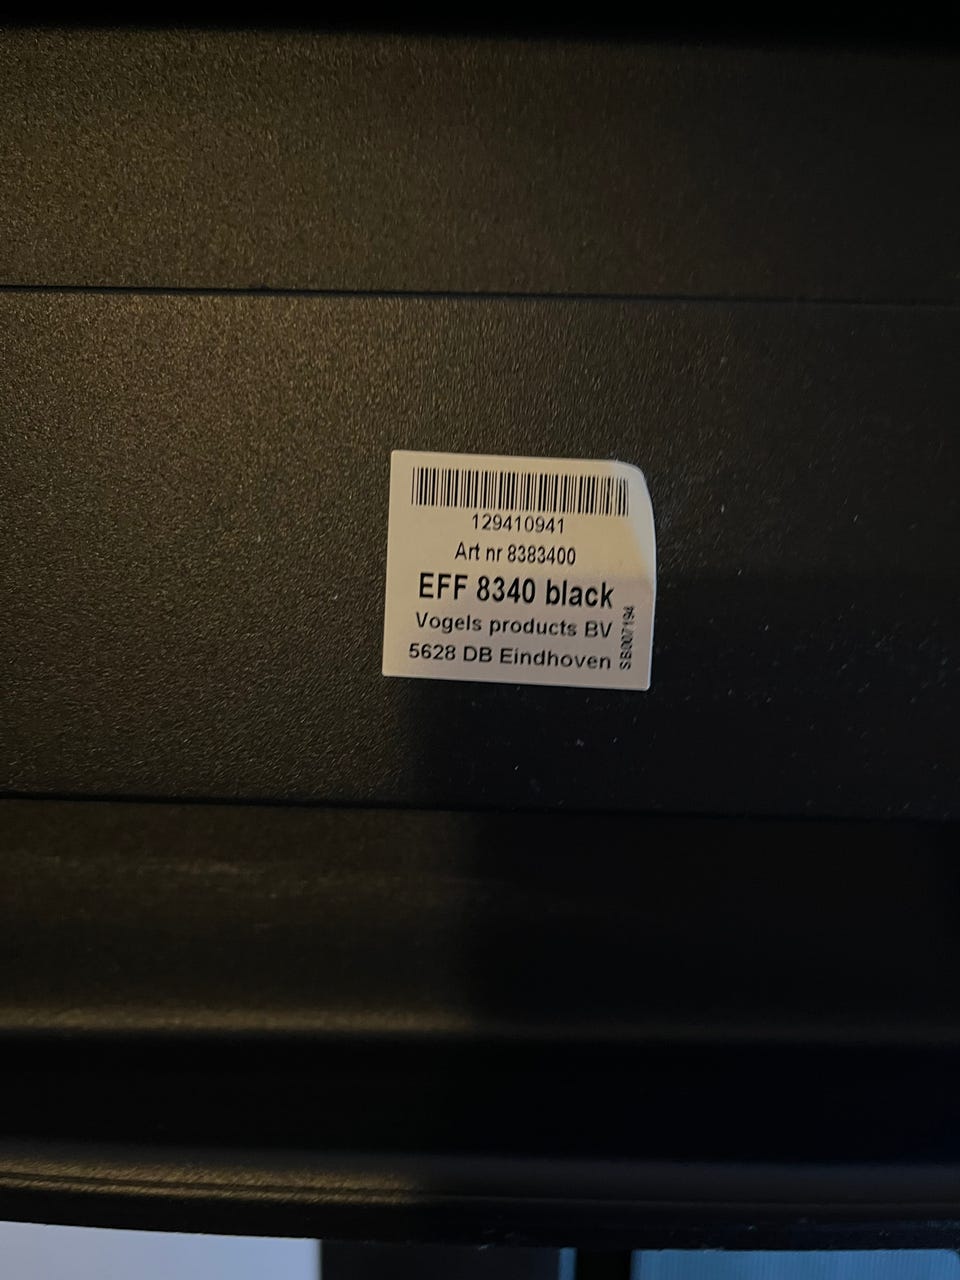 129410941
Art nr 8383400
EFF 8340 black
Vogels products BV
5628 DB Eindhoven
SB007194